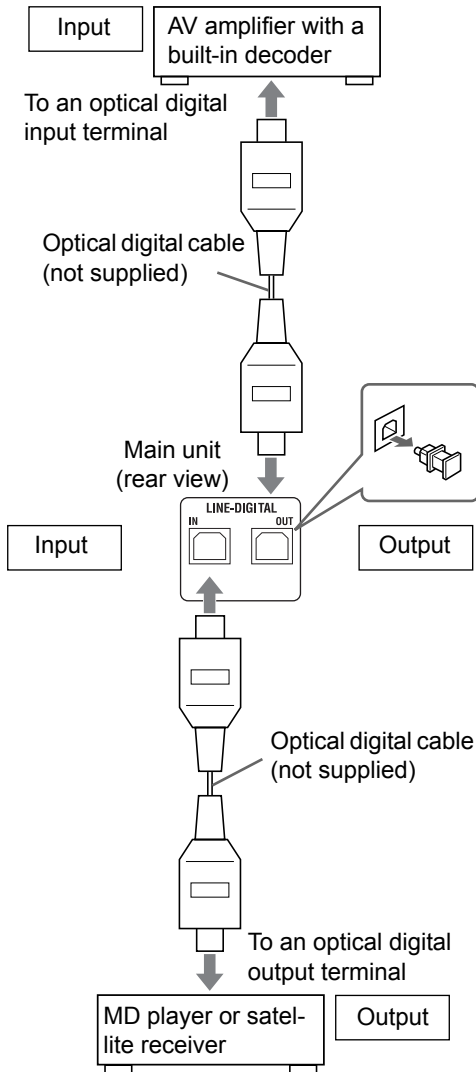 Input
AV amplifier with a
built-in decoder
To an optical digital
input terminal
Optical digital cable
(not supplied)
Main unit
(rear view)
LINE-DIGITAL
IN
OUT
Input
Output
Optical digital cable
(not supplied)
To an optical digital
output terminal
MD player or satel-
lite receiver
Output